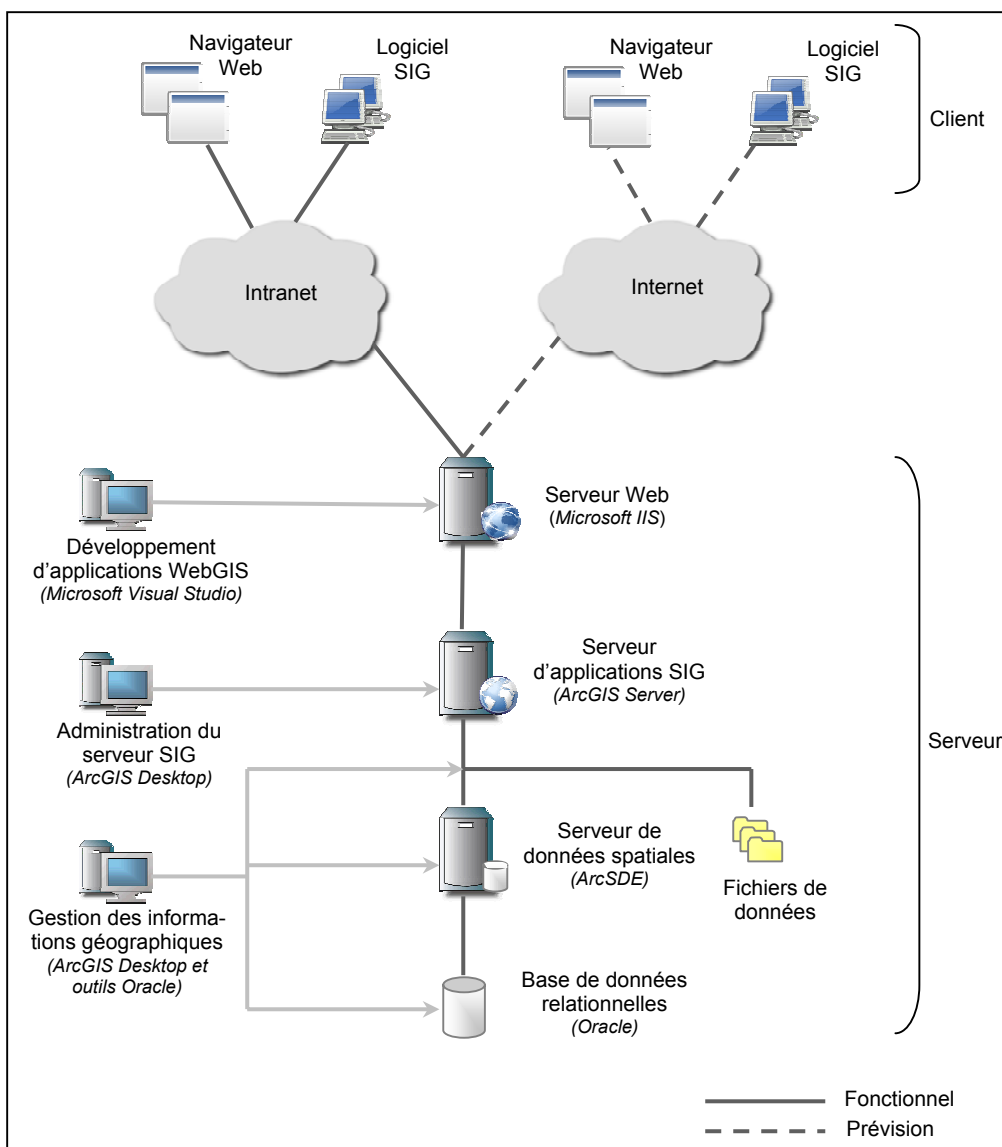 Navigateur
Web
Logiciel
SIG
Navigateur
Web
Logiciel
SIG
Client
Intranet
Internet
Serveur Web
(Microsoft IIS)
Développement
d’applications WebGIS
(Microsoft Visual Studio)
Serveur
d’applications SIG
(ArcGIS Server)
Administration du
serveur SIG
(ArcGIS Desktop)
Serveur
Serveur de
données spatiales
(ArcSDE)
Fichiers de
données
Gestion des informa-
tions géographiques
(ArcGIS Desktop et
outils Oracle)
Base de données
relationnelles
(Oracle)
Fonctionnel
Prévision